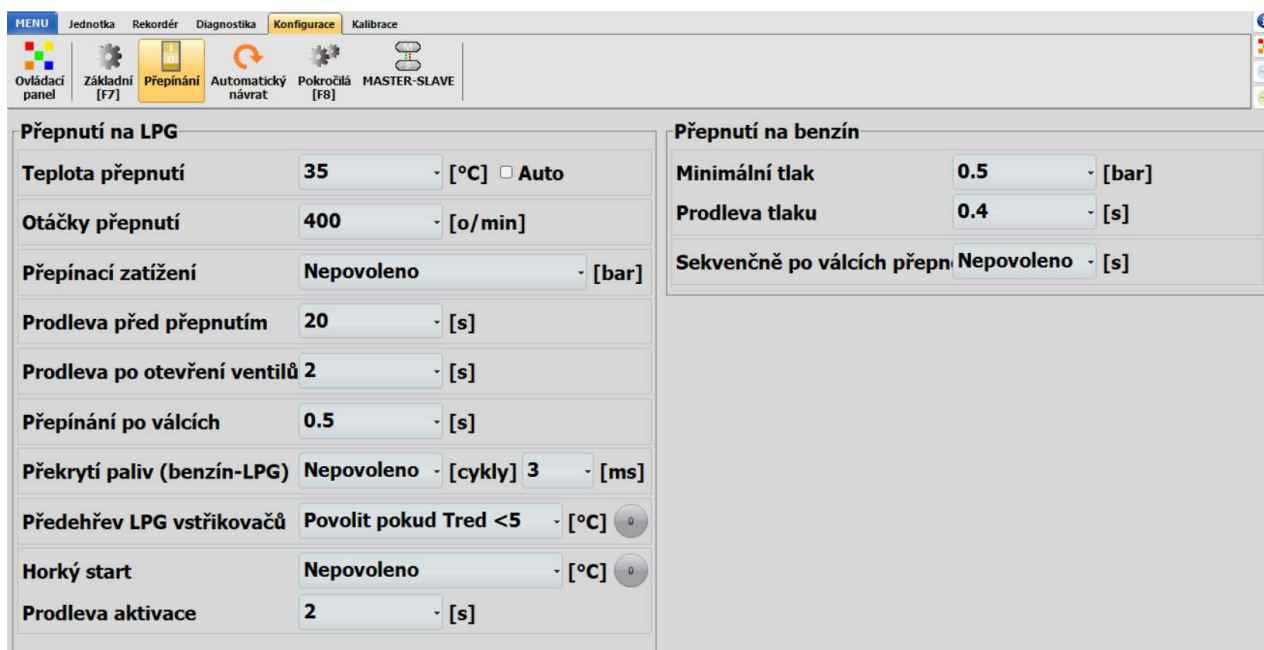 MENU Jednotka Rekordér Diagnostika Konfigurace Kalibrace
Ovládací panel
Základní [F7]
Přepínání
Automatický návrat
Pokročilá [F8]
MASTER-SLAVE
Přepnutí na LPG
Teplota přepnutí 35 [°C] Auto
Otáčky přepnutí 400 [o/min]
Přepínací zatížení Nepovoleno [bar]
Prodleva před přepnutím 20 [s]
Prodleva po otevření ventilů 2 [s]
Přepínání po válcích 0.5 [s]
Překrytí paliv (benzín-LPG) Nepovoleno [cykly] 3 [ms]
Předehřev LPG vstřikovačů Povolit pokud Tred <5 [°C] 0
Horký start Nepovoleno [°C] 0
Prodleva aktivace 2 [s]
Přepnutí na benzín
Minimální tlak 0.5 [bar]
Prodleva tlaku 0.4 [s]
Sekvenčně po válcích přepn Nepovoleno [s]